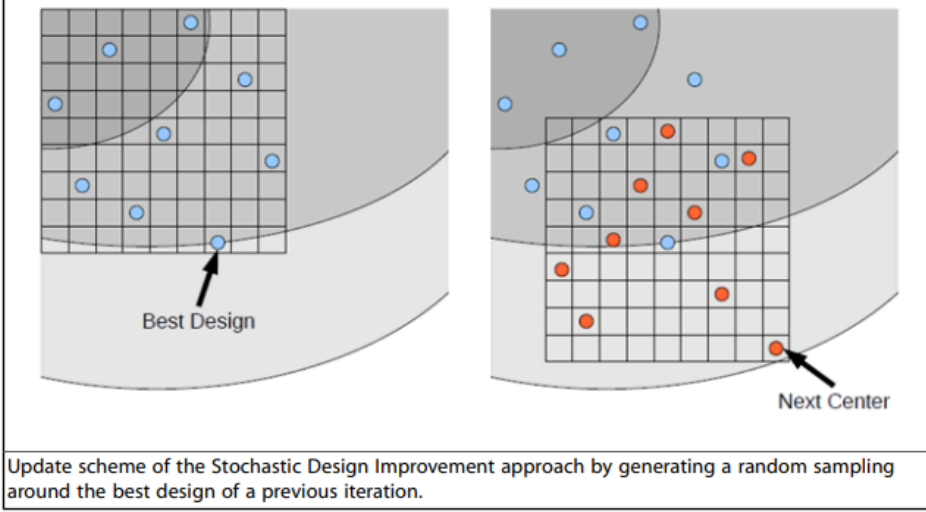 Best Design
Next Center
Update scheme of the Stochastic Design Improvement approach by generating a random sampling
around the best design of a previous iteration.